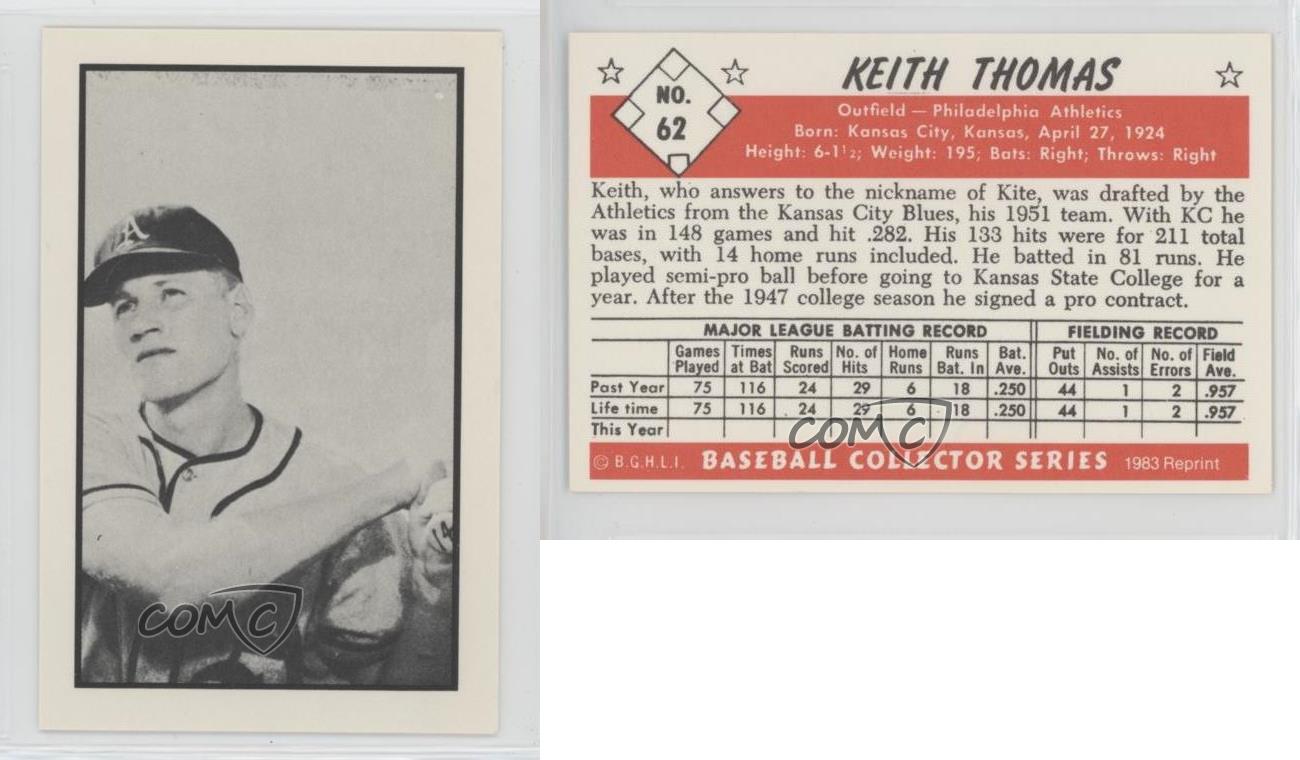 A
14
COMC
NO.
62
KEITH THOMAS
Outfield — Philadelphia Athletics
Born: Kansas City, Kansas, April 27, 1924
Height: 6-1½; Weight: 195; Bats: Right; Throws: Right
Keith, who answers to the nickname of Kite, was drafted by the
Athletics from the Kansas City Blues, his 1951 team. With KC he
was in 148 games and hit .282. His 133 hits were for 211 total
bases, with 14 home runs included. He batted in 81 runs. He
played semi-pro ball before going to Kansas State College for a
year. After the 1947 college season he signed a pro contract.
MAJOR LEAGUE BATTING RECORD FIELDING RECORD
Games Times Runs No. of Home Runs Bat. Put No. of No. of Field
Played at Bat Scored Hits Runs Bat. In Ave. Outs Assists Errors Ave.
Past Year 75 116 24 29 6 18 .250 44 1 2 .957
Life time 75 116 24 29 6 18 .250 44 1 2 .957
This Year
COMC
© B.G.H.L.I. BASEBALL COLLECTOR SERIES 1983 Reprint